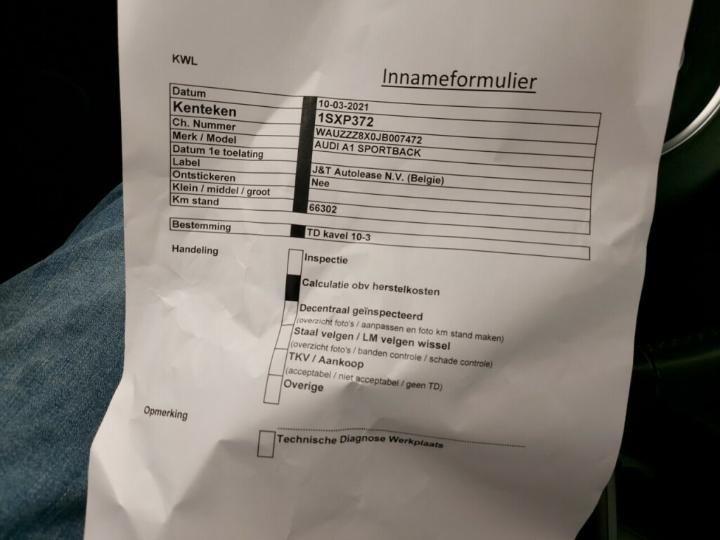 KWL
Innameformulier
Datum 10-03-2021
Kenteken 1SXP372
Ch. Nummer WAUZZZ8X0JB007472
Merk / Model AUDI A1 SPORTBACK
Datum 1e toelating
Label J&T Autolease N.V. (Belgie)
Ontstickeren Nee
Klein / middel / groot
Km stand 66302
Bestemming TD kavel 10-3
Handeling Inspectie
Calculatie obv herstelkosten
Decentraal geïnspecteerd
(overzicht foto's / aanpassen en foto km stand maken)
Staal velgen / LM velgen wissel
(overzicht foto's / banden controle / schade controle)
TKV / Aankoop
(acceptabel / niet acceptabel / geen TD)
Overige
Opmerking
Technische Diagnose Werkplaats